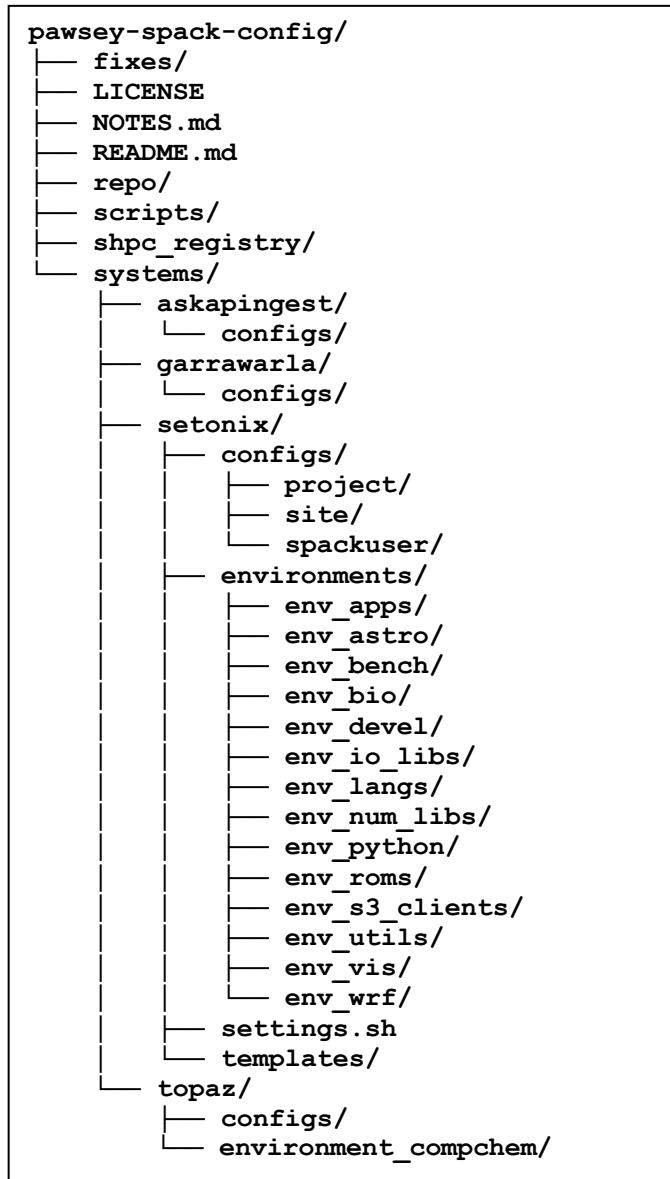 pawsey-spack-config/
├── fixes/
├── LICENSE
├── NOTES.md
├── README.md
├── repo/
├── scripts/
├── shpc_registry/
└── systems/
    ├── askapingest/
    │   └── configs/
    ├── garrawarla/
    │   └── configs/
    ├── setonix/
    │   ├── configs/
    │   │   ├── project/
    │   │   ├── site/
    │   │   └── spackuser/
    │   ├── environments/
    │   │   ├── env_apps/
    │   │   ├── env_astro/
    │   │   ├── env_bench/
    │   │   ├── env_bio/
    │   │   ├── env_devel/
    │   │   ├── env_io_libs/
    │   │   ├── env_langs/
    │   │   ├── env_num_libs/
    │   │   ├── env_python/
    │   │   ├── env_roms/
    │   │   ├── env_s3_clients/
    │   │   ├── env_utils/
    │   │   ├── env_vis/
    │   │   └── env_wrf/
    │   ├── settings.sh
    │   └── templates/
    └── topaz/
        ├── configs/
        └── environment_compchem/